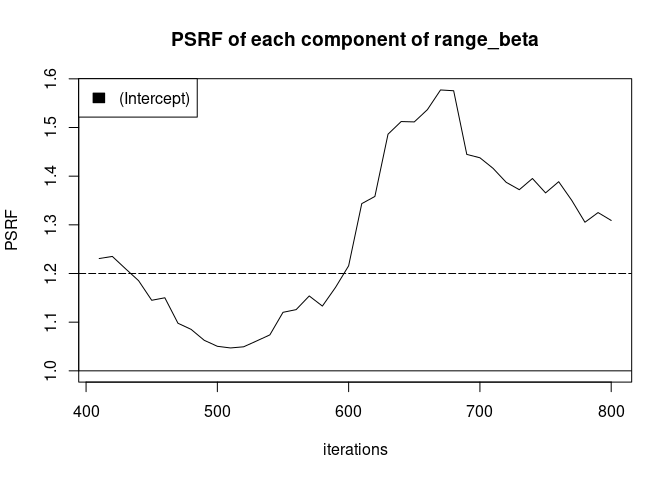 PSRF of each component of range_beta
(Intercept)
PSRF
1.6
1.5
1.4
1.3
1.2
1.1
1.0
400 500 600 700 800
iterations